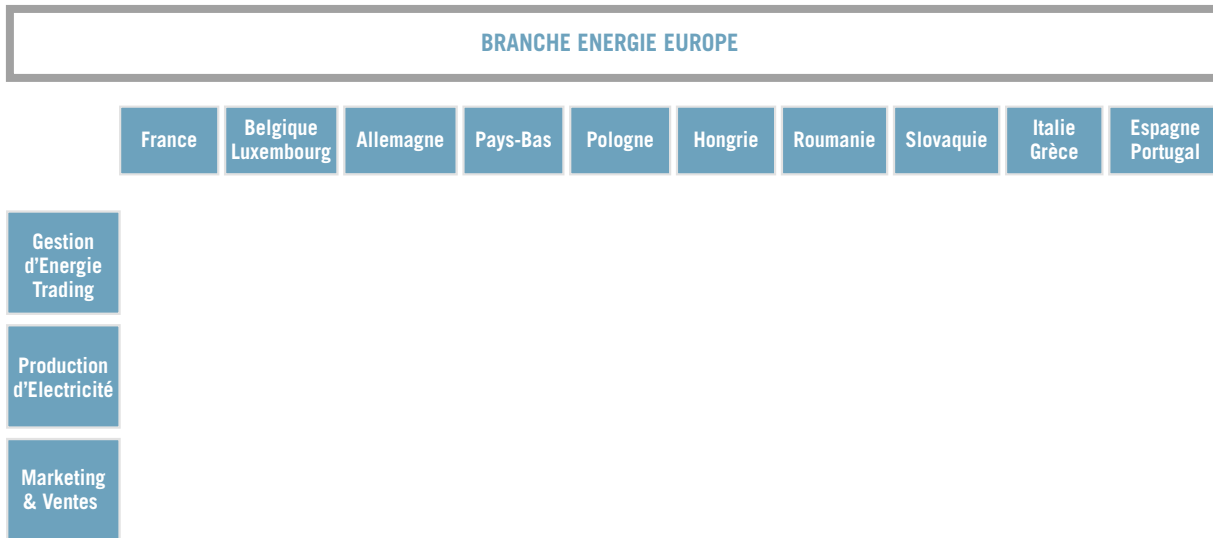 BRANCHE ENERGIE EUROPE
France
Belgique
Luxembourg
Allemagne
Pays-Bas
Pologne
Hongrie
Roumanie
Slovaquie
Italie
Grèce
Espagne
Portugal
Gestion
d’Energie
Trading
Production
d’Electricité
Marketing
& Ventes